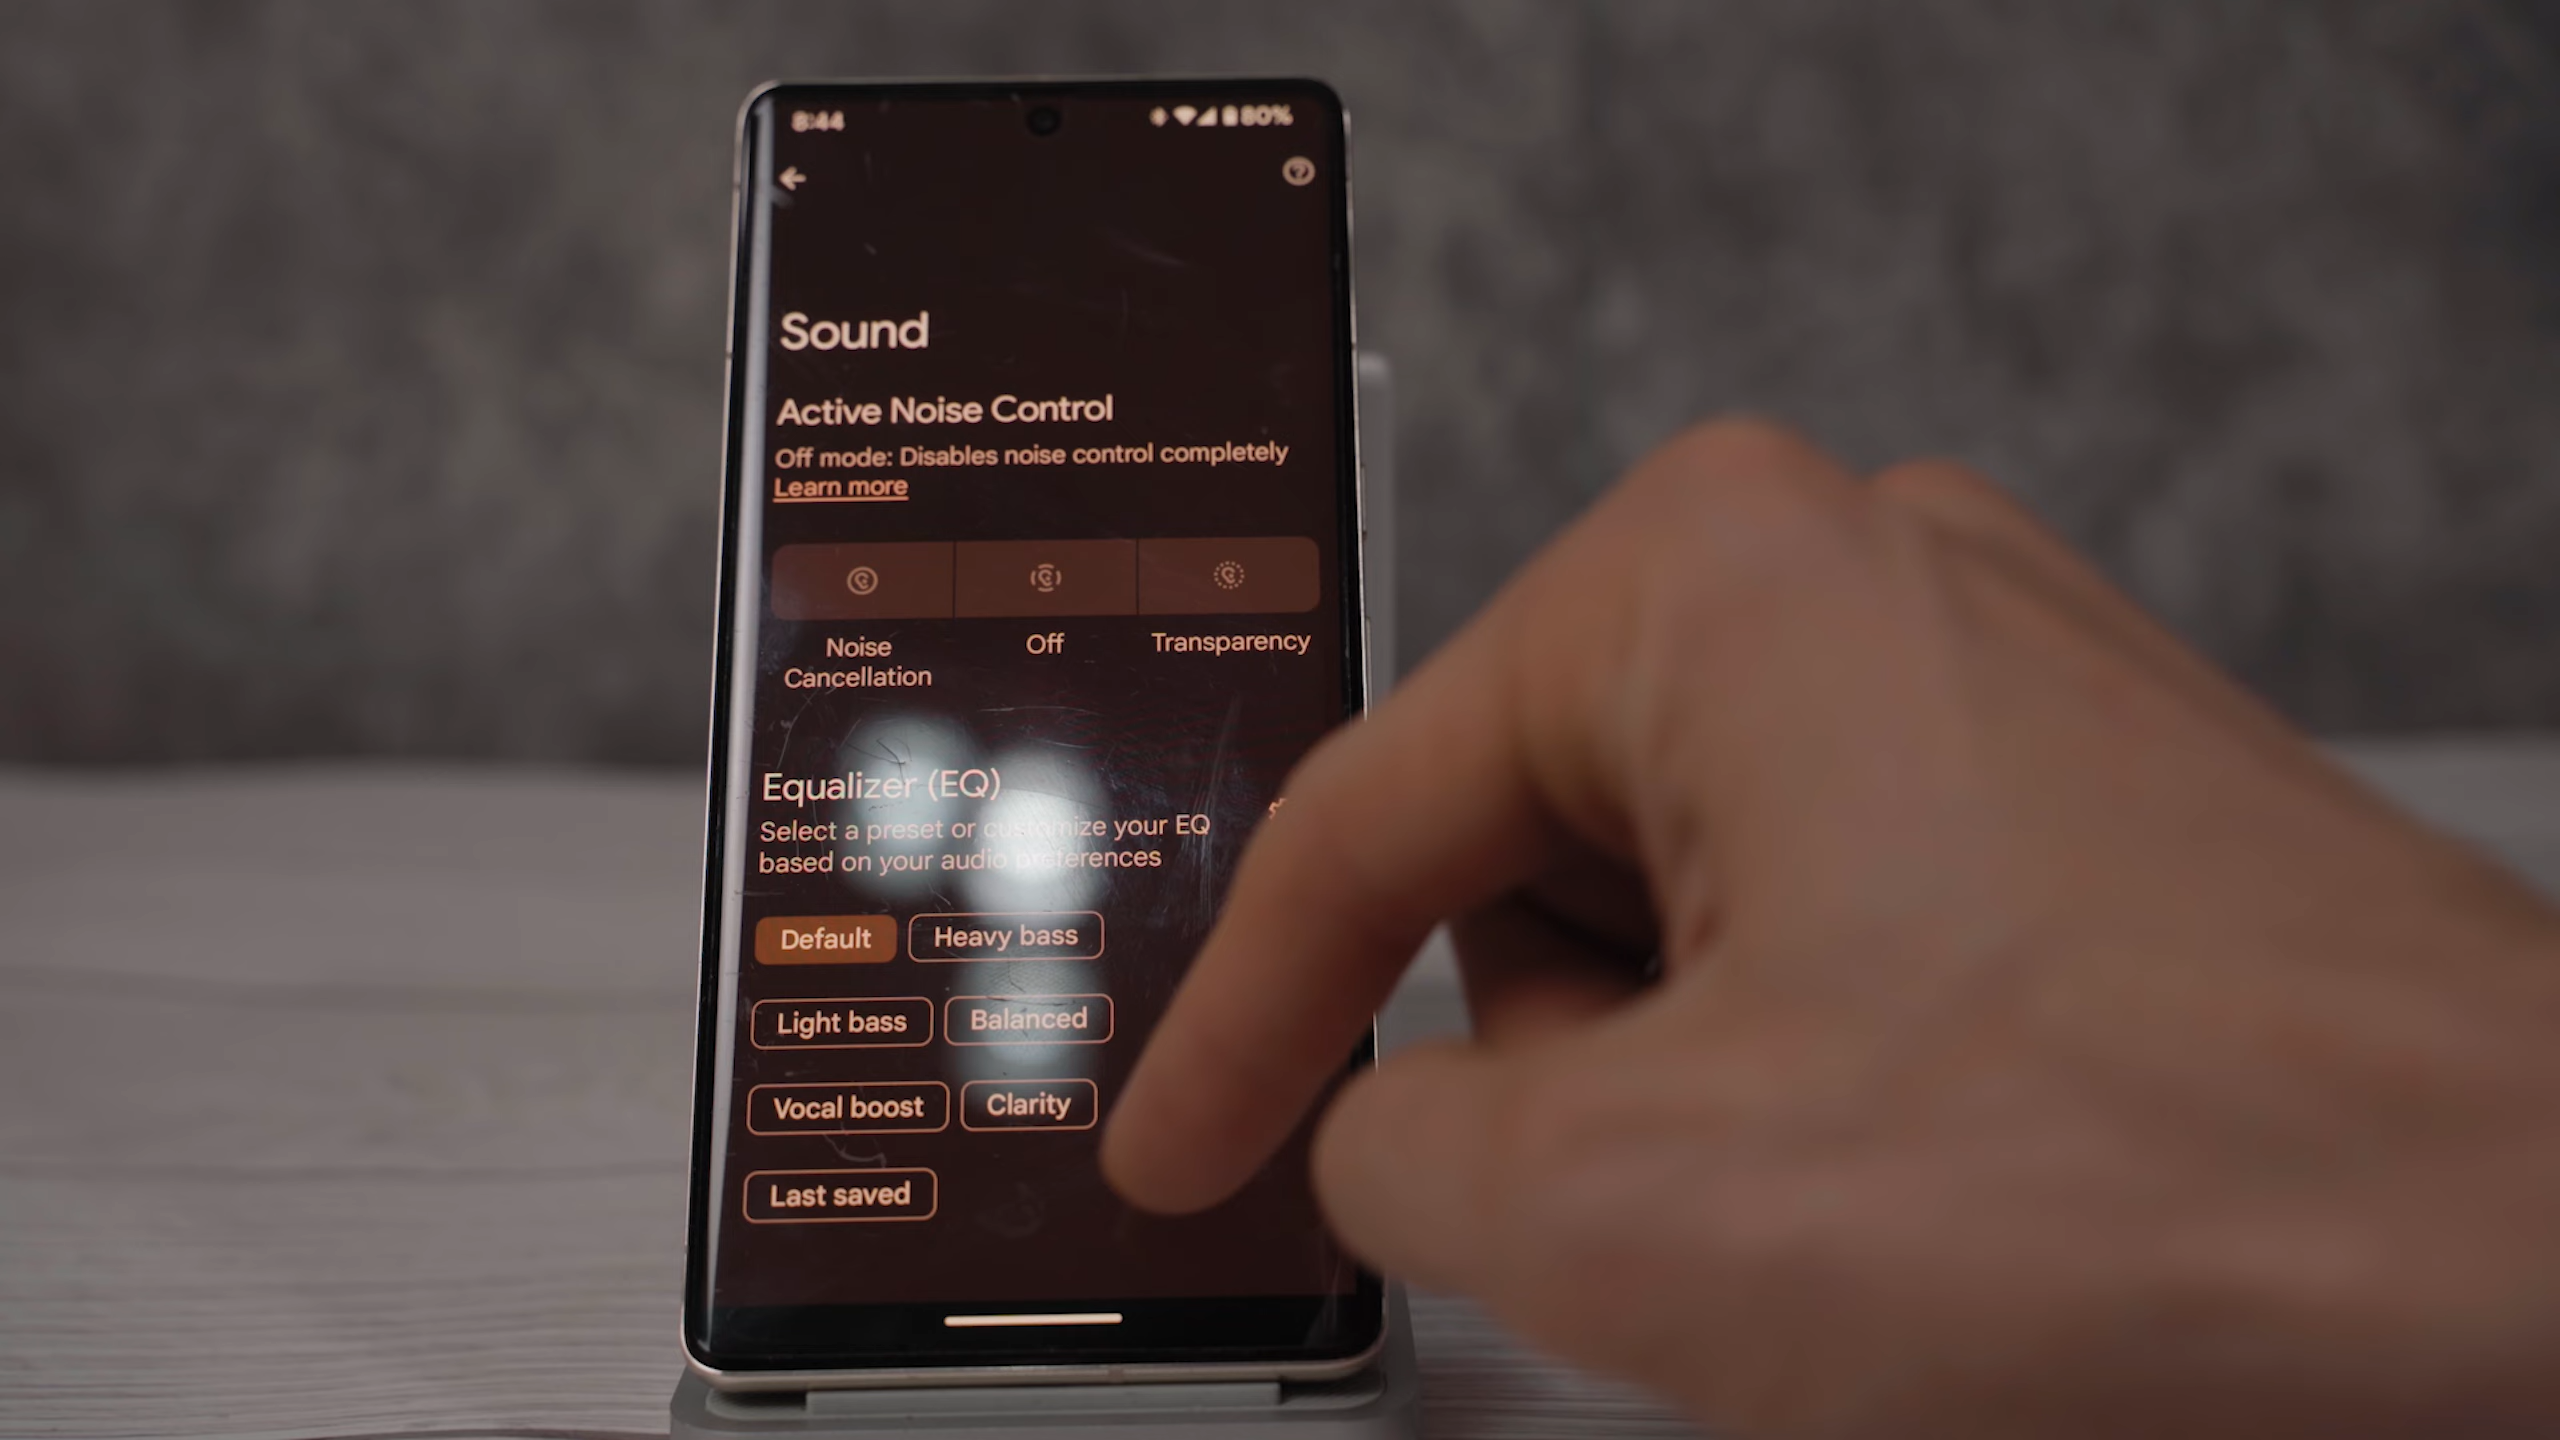 8:44
80%
Sound
Active Noise Control
Off mode: Disables noise control completely
Learn more
Noise Cancellation
Off
Transparency
Equalizer (EQ)
Select a preset or customize your EQ
based on your audio preferences
Default
Heavy bass
Light bass
Balanced
Vocal boost
Clarity
Last saved